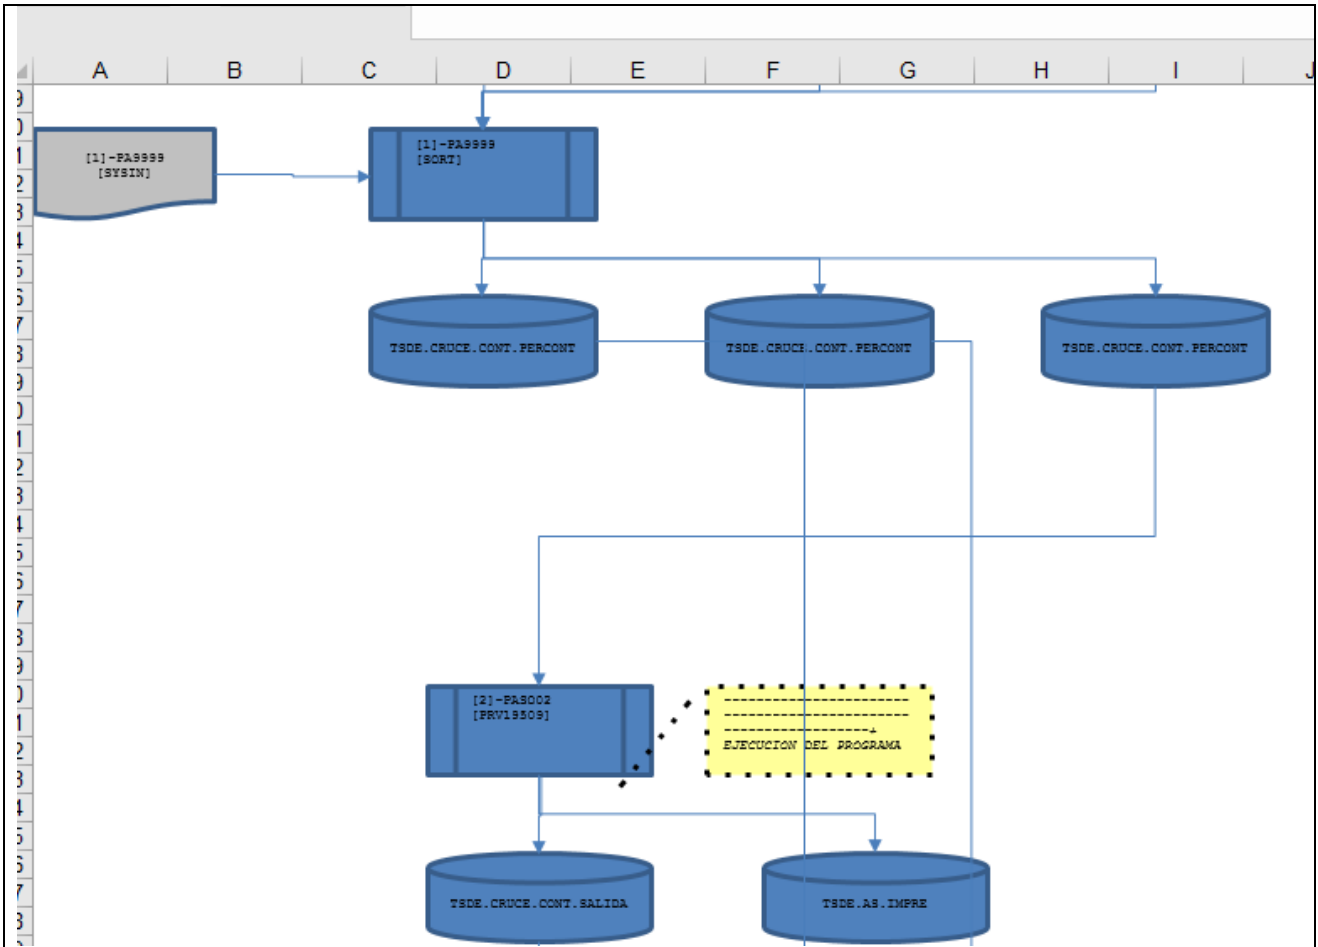 A B C D E F G H I J
[1]-PA9999
[SYSIN]
[1]-PA9999
[SORT]
TSDE.CRUCE.CONT.PERCONT
TSDE.CRUCE.CONT.PERCONT
TSDE.CRUCE.CONT.PERCONT
[2]-PAS002
[PRV19509]
EJECUCION DEL PROGRAMA
TSDE.CRUCE.CONT.SALIDA
TSDE.AS.IMPRE